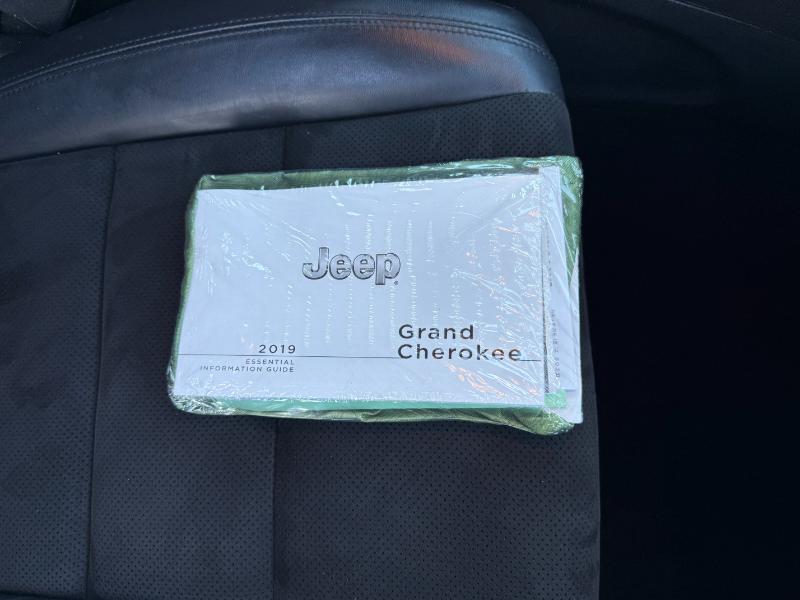 Jeep
Grand
Cherokee
2019
ESSENTIAL
INFORMATION GUIDE